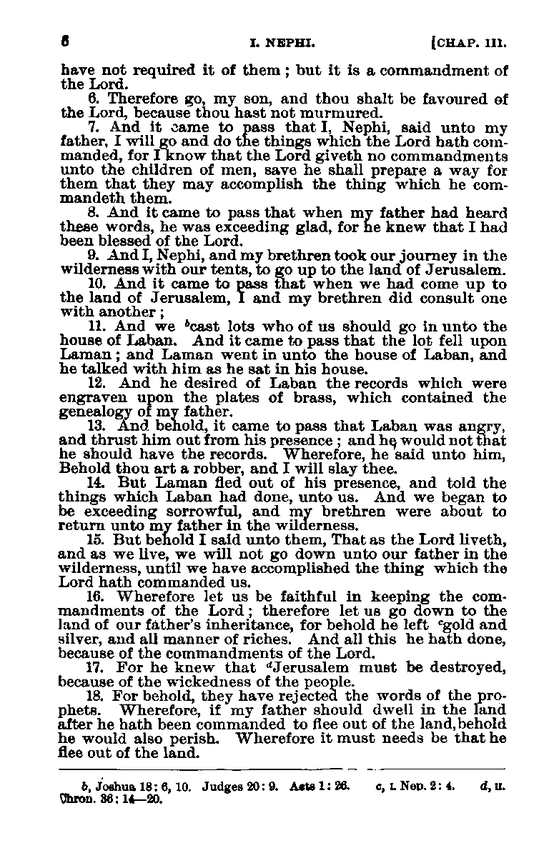 6 I. NEPHI. [CHAP. III.
have not required it of them; but it is a commandment of
the Lord.
6. Therefore go, my son, and thou shalt be favoured of
the Lord, because thou hast not murmured.
7. And it came to pass that I, Nephi, said unto my
father, I will go and do the things which the Lord hath com-
manded, for I know that the Lord giveth no commandments
unto the children of men, save he shall prepare a way for
them that they may accomplish the thing which he com-
mandeth them.
8. And it came to pass that when my father had heard
these words, he was exceeding glad, for he knew that I had
been blessed of the Lord.
9. And I, Nephi, and my brethren took our journey in the
wilderness with our tents, to go up to the land of Jerusalem.
10. And it came to pass that when we had come up to
the land of Jerusalem, I and my brethren did consult one
with another;
11. And we ᵇcast lots who of us should go in unto the
house of Laban. And it came to pass that the lot fell upon
Laman; and Laman went in unto the house of Laban, and
he talked with him as he sat in his house.
12. And he desired of Laban the records which were
engraven upon the plates of brass, which contained the
genealogy of my father.
13. And behold, it came to pass that Laban was angry,
and thrust him out from his presence; and he would not that
he should have the records. Wherefore, he said unto him,
Behold thou art a robber, and I will slay thee.
14. But Laman fled out of his presence, and told the
things which Laban had done, unto us. And we began to
be exceeding sorrowful, and my brethren were about to
return unto my father in the wilderness.
15. But behold I said unto them, That as the Lord liveth,
and as we live, we will not go down unto our father in the
wilderness, until we have accomplished the thing which the
Lord hath commanded us.
16. Wherefore let us be faithful in keeping the com-
mandments of the Lord; therefore let us go down to the
land of our father's inheritance, for behold he left ᶜgold and
silver, and all manner of riches. And all this he hath done,
because of the commandments of the Lord.
17. For he knew that ᵈJerusalem must be destroyed,
because of the wickedness of the people.
18. For behold, they have rejected the words of the pro-
phets. Wherefore, if my father should dwell in the land
after he hath been commanded to flee out of the land, behold
he would also perish. Wherefore it must needs be that he
flee out of the land.
b, Joshua 18: 6, 10. Judges 20: 9. Acts 1: 26. c, I. Nep. 2: 4. d, II.
Chron. 36: 14—20.